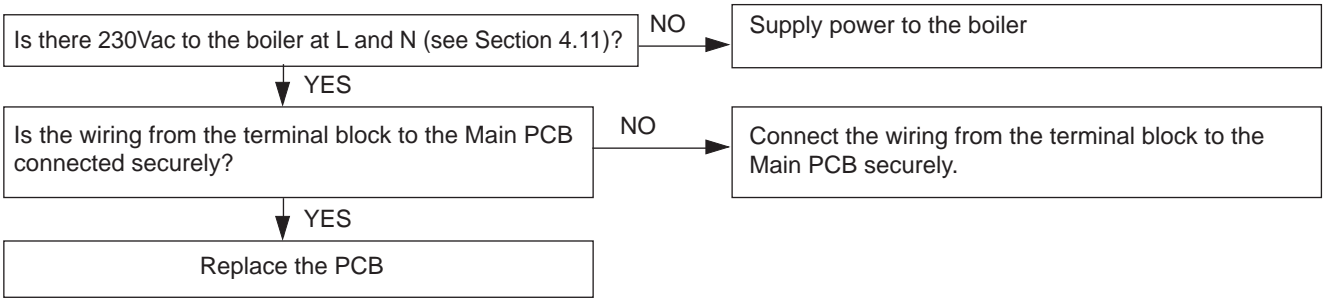 Is there 230Vac to the boiler at L and N (see Section 4.11)?
NO
Supply power to the boiler
YES
Is the wiring from the terminal block to the Main PCB
connected securely?
NO
Connect the wiring from the terminal block to the
Main PCB securely.
YES
Replace the PCB